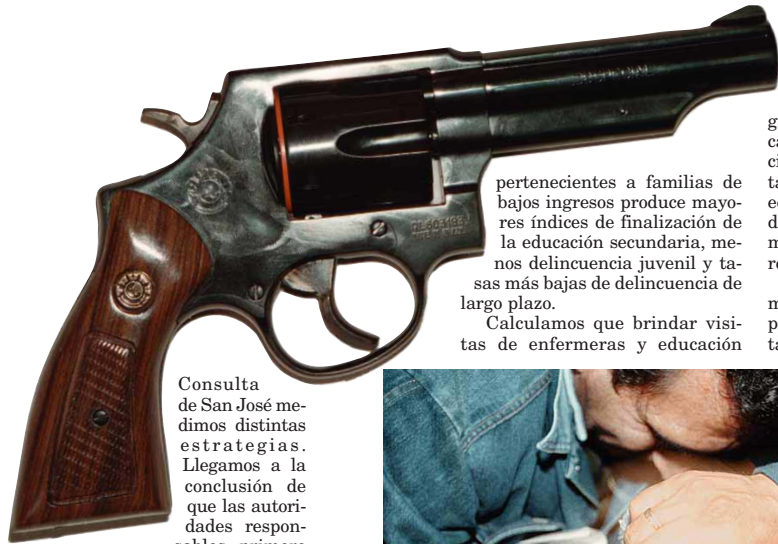 Consulta
de San José me-
dimos distintas
estrategias.
Llegamos a la
conclusión de
que las autori-
dades respon-
sables primero
pertenecientes a familias de
bajos ingresos produce mayo-
res índices de finalización de
la educación secundaria, me-
nos delincuencia juvenil y ta-
sas más bajas de delincuencia de
largo plazo.
Calculamos que brindar visi-
tas de enfermeras y educación